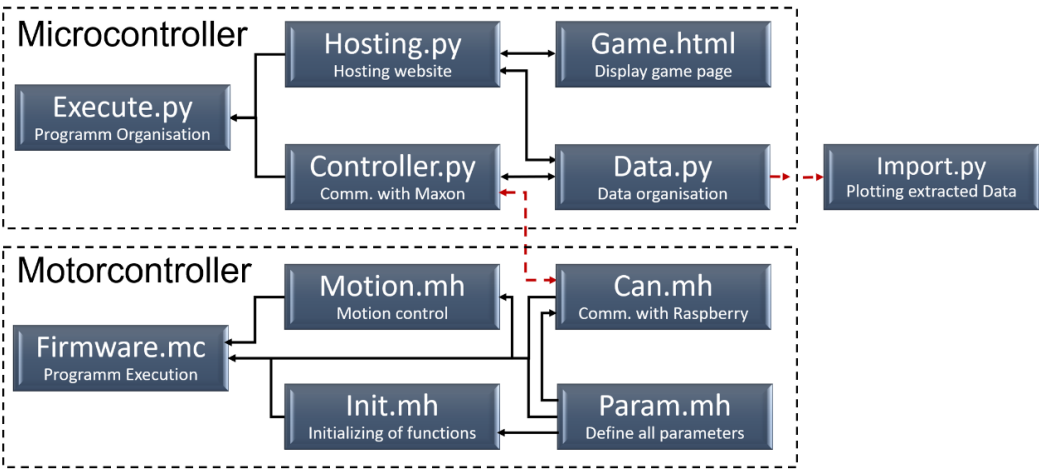 Microcontroller
Hosting.py
Hosting website
Game.html
Display game page
Execute.py
Programm Organisation
Controller.py
Comm. with Maxon
Data.py
Data organisation
Import.py
Plotting extracted Data
Motorcontroller
Motion.mh
Motion control
Can.mh
Comm. with Raspberry
Firmware.mc
Programm Execution
Init.mh
Initializing of functions
Param.mh
Define all parameters